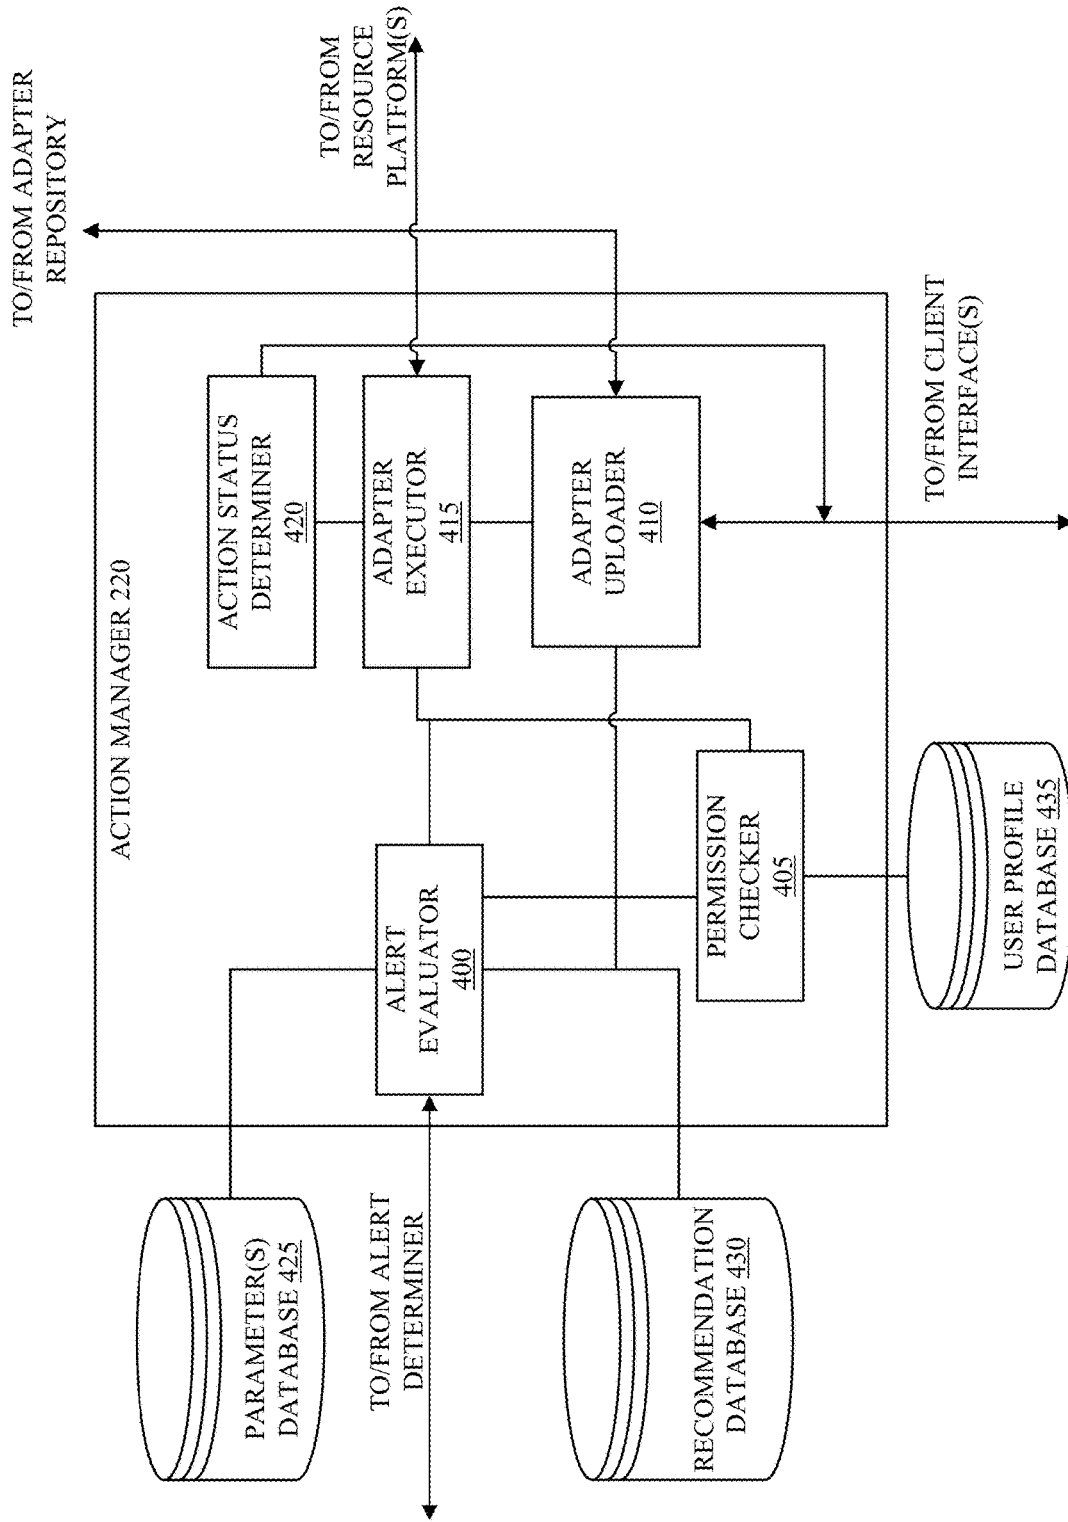 TO/FROM ADAPTER
REPOSITORY
TO/FROM
RESOURCE
PLATFORM(S)
ACTION MANAGER 220
ACTION STATUS
DETERMINER
420
ADAPTER
EXECUTOR
415
ADAPTER
UPLOADER
410
TO/FROM CLIENT
INTERFACE(S)
ALERT
EVALUATOR
400
PERMISSION
CHECKER
405
USER PROFILE
DATABASE 435
PARAMETER(S)
DATABASE 425
TO/FROM ALERT
DETERMINER
RECOMMENDATION
DATABASE 430